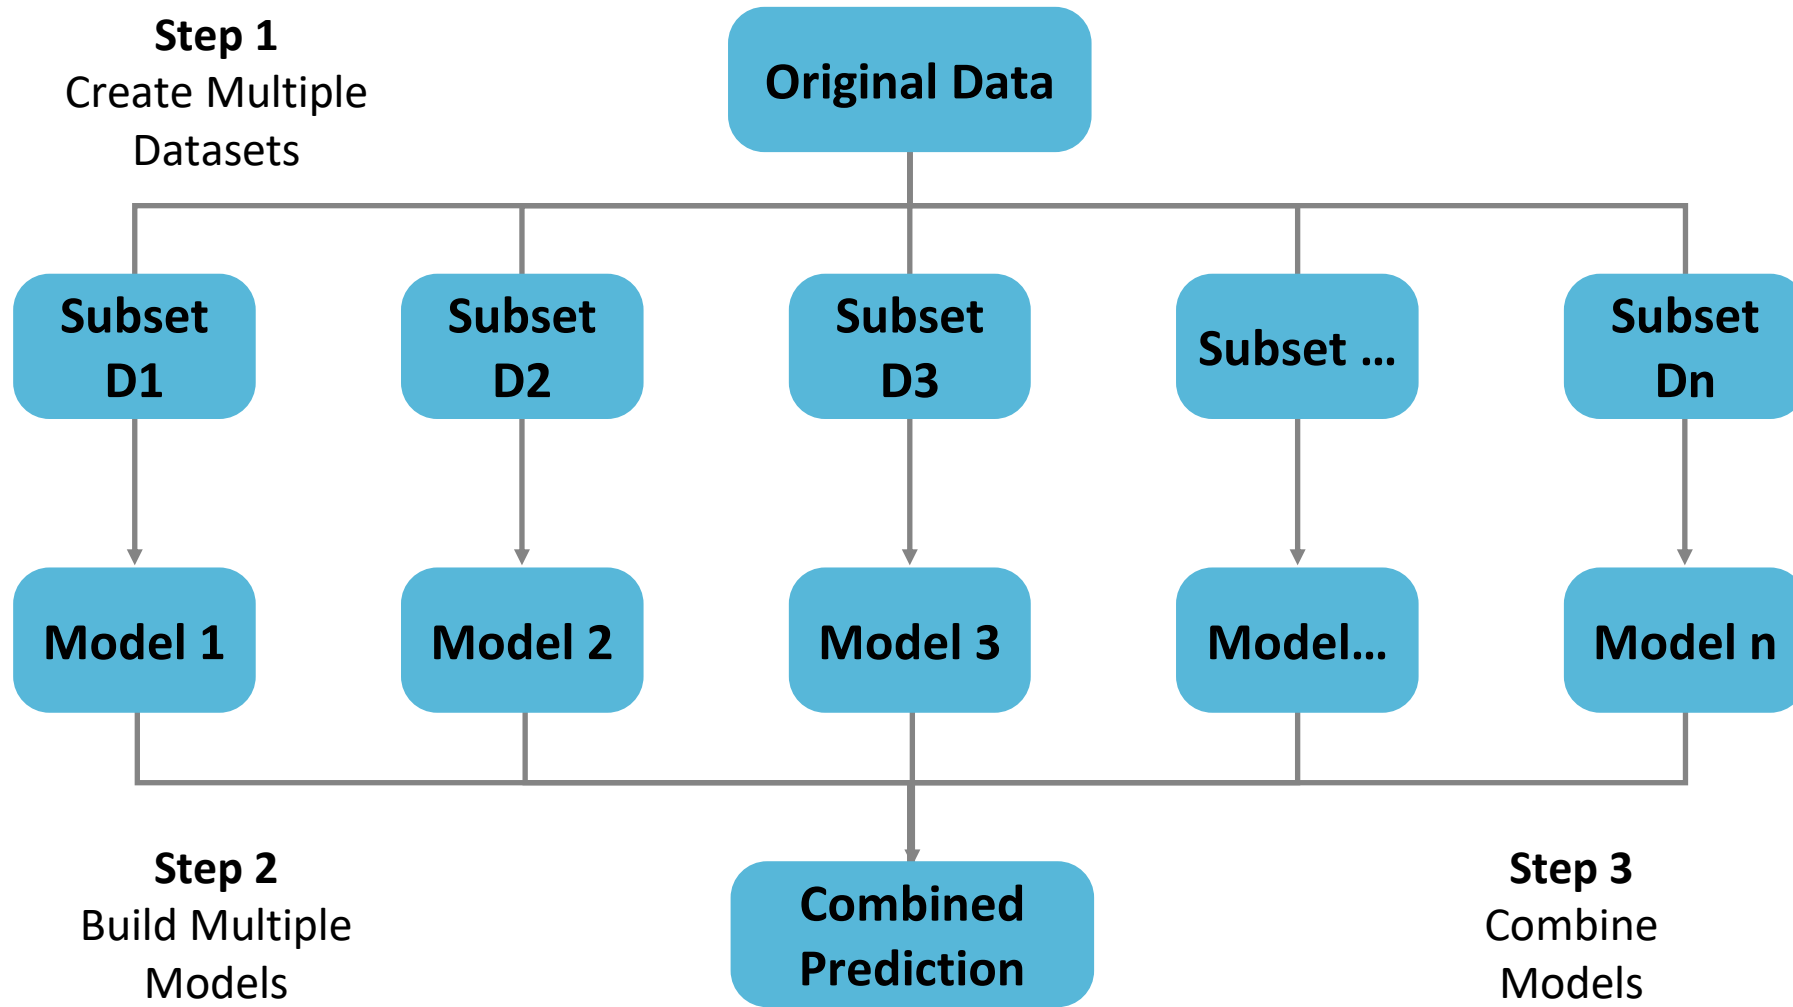 Step 1
Create Multiple
Datasets
Original Data
Subset
D1
Subset
D2
Subset
D3
Subset ...
Subset
Dn
Model 1
Model 2
Model 3
Model...
Model n
Step 2
Build Multiple
Models
Combined
Prediction
Step 3
Combine
Models